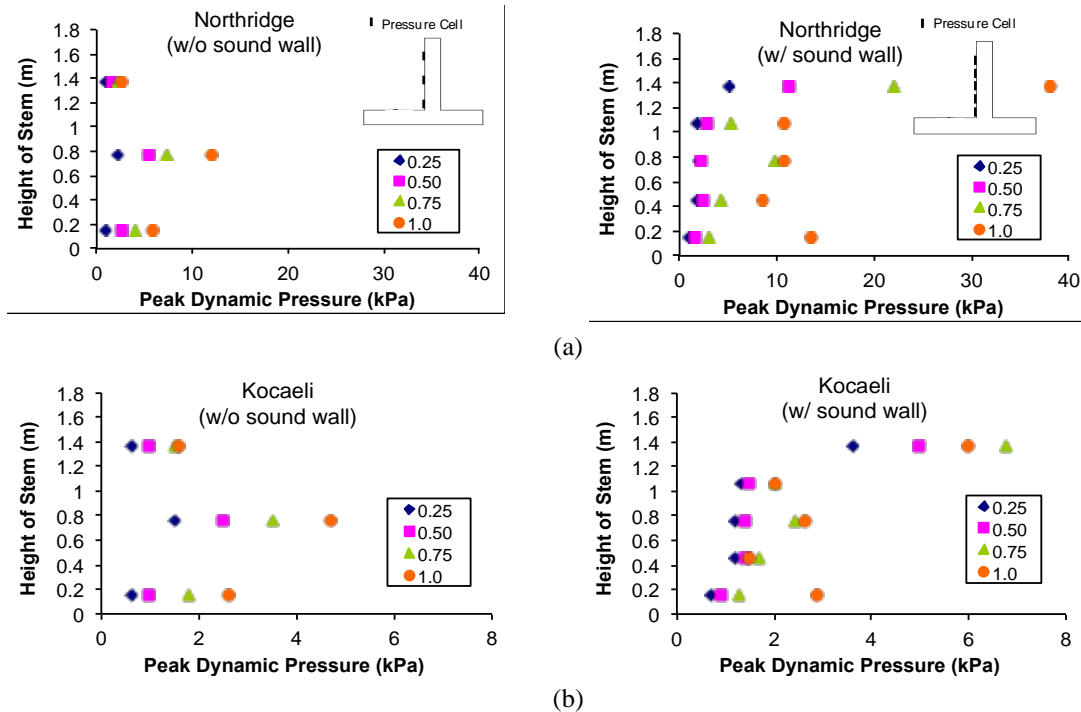 Northridge
(w/o sound wall)
Pressure Cell
Height of Stem (m)
1.8
1.6
1.4
1.2
1
0.8
0.6
0.4
0.2
0
0.25
0.50
0.75
1.0
0 10 20 30 40
Peak Dynamic Pressure (kPa)
Northridge
(w/ sound wall)
Pressure Cell
Height of Stem (m)
1.8
1.6
1.4
1.2
1
0.8
0.6
0.4
0.2
0
0.25
0.50
0.75
1.0
0 10 20 30 40
Peak Dynamic Pressure (kPa)
(a)
Kocaeli
(w/o sound wall)
Height of Stem (m)
1.8
1.6
1.4
1.2
1
0.8
0.6
0.4
0.2
0
0.25
0.50
0.75
1.0
0 2 4 6 8
Peak Dynamic Pressure (kPa)
Kocaeli
(w/ sound wall)
Height of Stem (m)
1.8
1.6
1.4
1.2
1
0.8
0.6
0.4
0.2
0
0.25
0.50
0.75
1.0
0 2 4 6 8
Peak Dynamic Pressure (kPa)
(b)